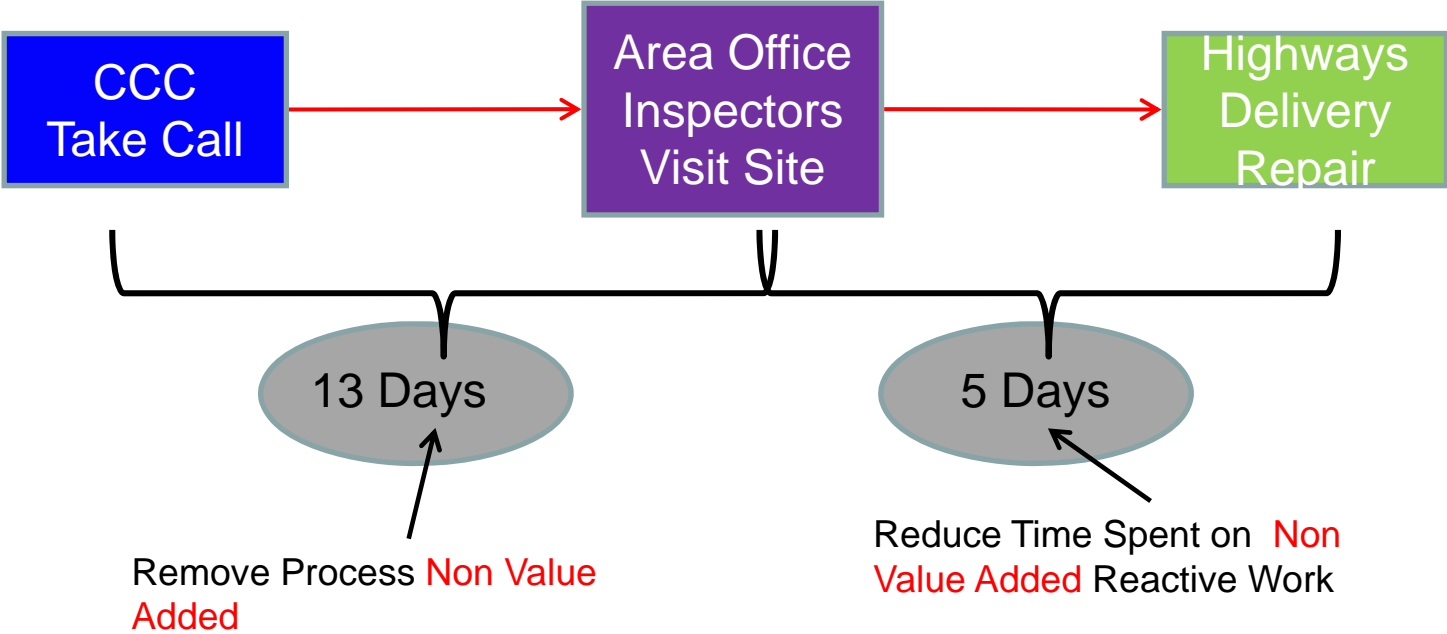 CCC
Take Call
Area Office
Inspectors
Visit Site
Highways
Delivery
Repair
13 Days
5 Days
Remove Process Non Value
Added
Reduce Time Spent on  Non
Value Added Reactive Work